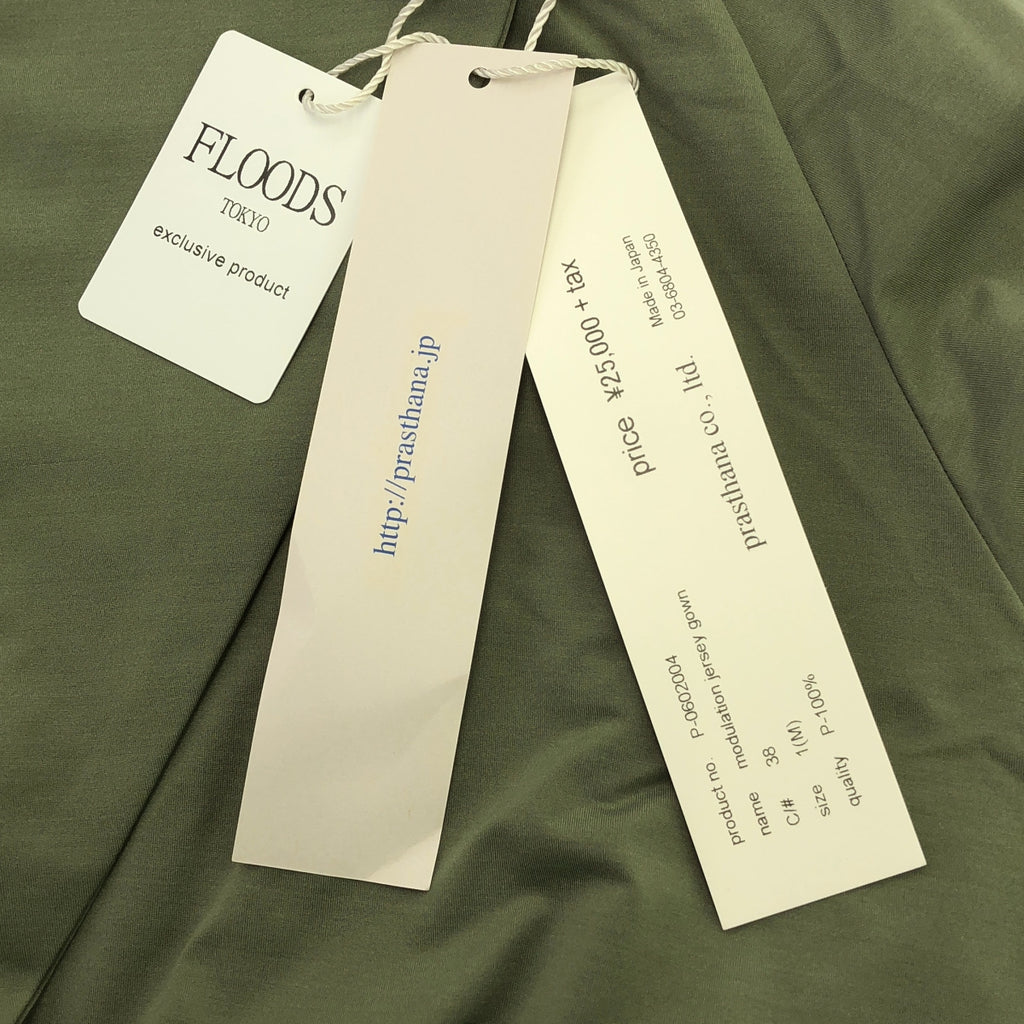 FLOODS
TOKYO
exclusive product
http://prasthana.jp
product no. P-0602004
name modulation jersey gown
C/# 38
size 1(M)
quality P-100%
price ¥25,000 + tax
prasthana co., ltd.
Made in Japan
03-6804-4350